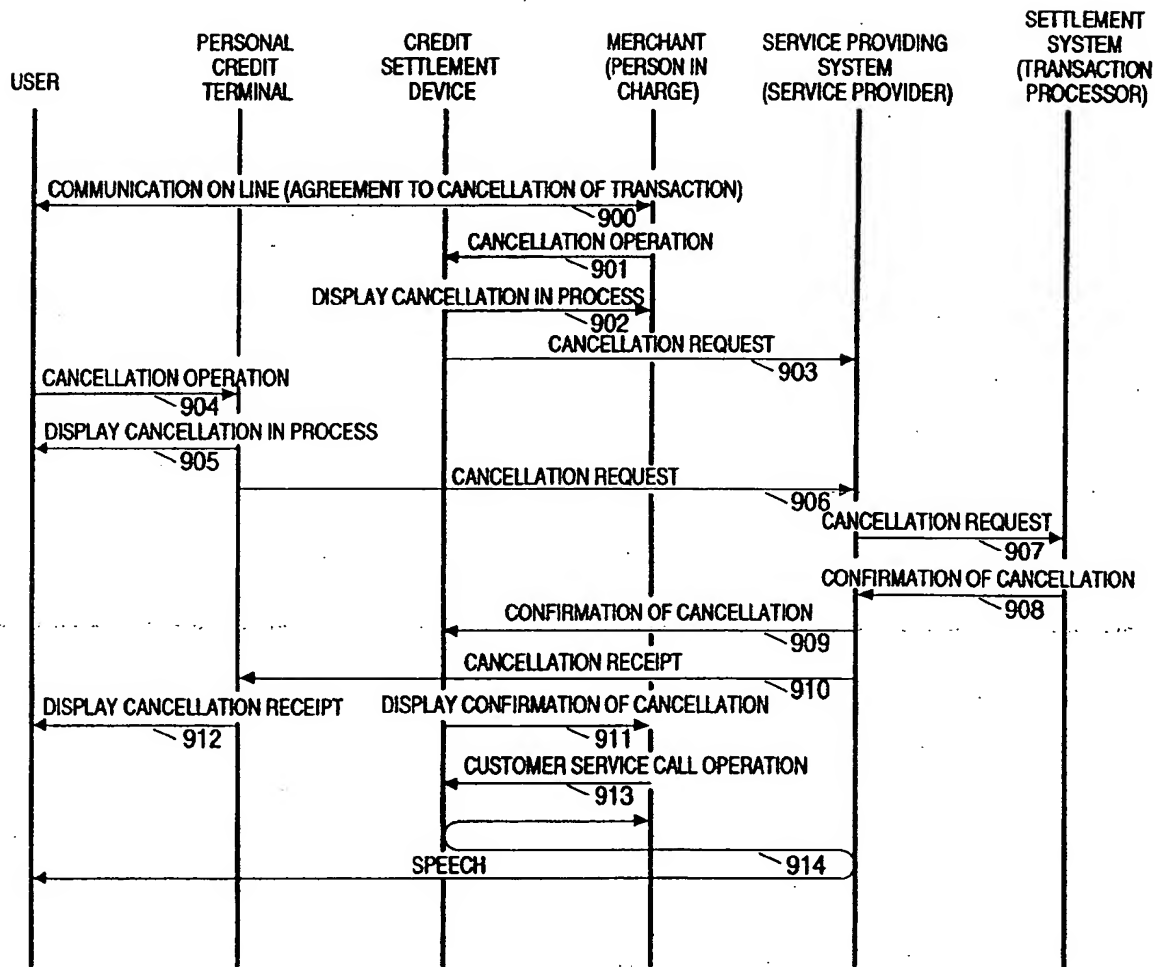 USER
PERSONAL
CREDIT
TERMINAL
CREDIT
SETTLEMENT
DEVICE
MERCHANT
(PERSON IN
CHARGE)
SERVICE PROVIDING
SYSTEM
(SERVICE PROVIDER)
SETTLEMENT
SYSTEM
(TRANSACTION
PROCESSOR)
COMMUNICATION ON LINE (AGREEMENT TO CANCELLATION OF TRANSACTION)
900
CANCELLATION OPERATION
901
DISPLAY CANCELLATION IN PROCESS
902
CANCELLATION REQUEST
903
CANCELLATION OPERATION
904
DISPLAY CANCELLATION IN PROCESS
905
CANCELLATION REQUEST
906
CANCELLATION REQUEST
907
CONFIRMATION OF CANCELLATION
908
CONFIRMATION OF CANCELLATION
909
CANCELLATION RECEIPT
910
DISPLAY CANCELLATION RECEIPT
912
DISPLAY CONFIRMATION OF CANCELLATION
911
CUSTOMER SERVICE CALL OPERATION
913
914
SPEECH